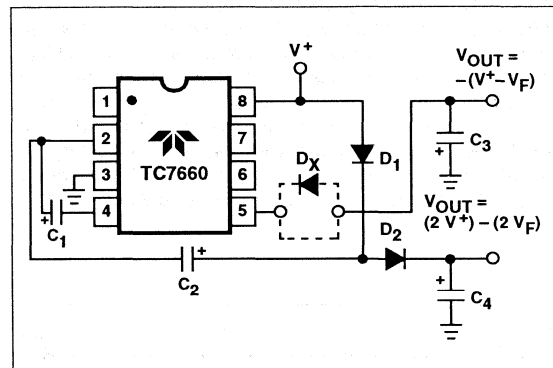 V+
VOUT =
−(V+ − VF)
1
8
2
7
3
6
4
5
TC7660
DX
D1
+
C3
VOUT =
(2 V+) − (2 VF)
+
C1
+
C2
D2
+
C4